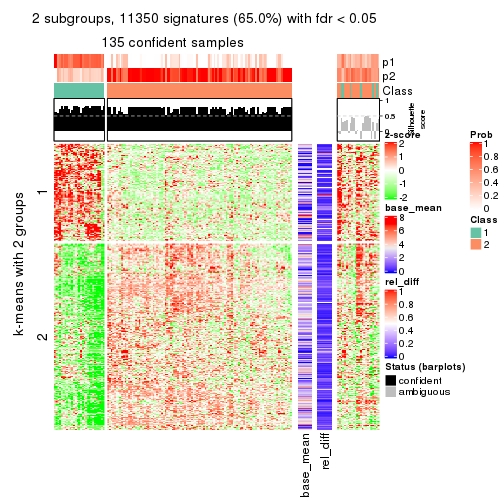 2 subgroups, 11350 signatures (65.0%) with fdr < 0.05
135 confident samples
p1
p2
Class
1
0.5
0
Silhouette
score
k-means with 2 groups
1
2
base_mean
rel_diff
z-score
2
1
0
-1
-2
base_mean
8
6
4
2
0
rel_diff
1
0.8
0.6
0.4
0.2
0
Status (barplots)
confident
ambiguous
Prob
1
0.8
0.6
0.4
0.2
0
Class
1
2